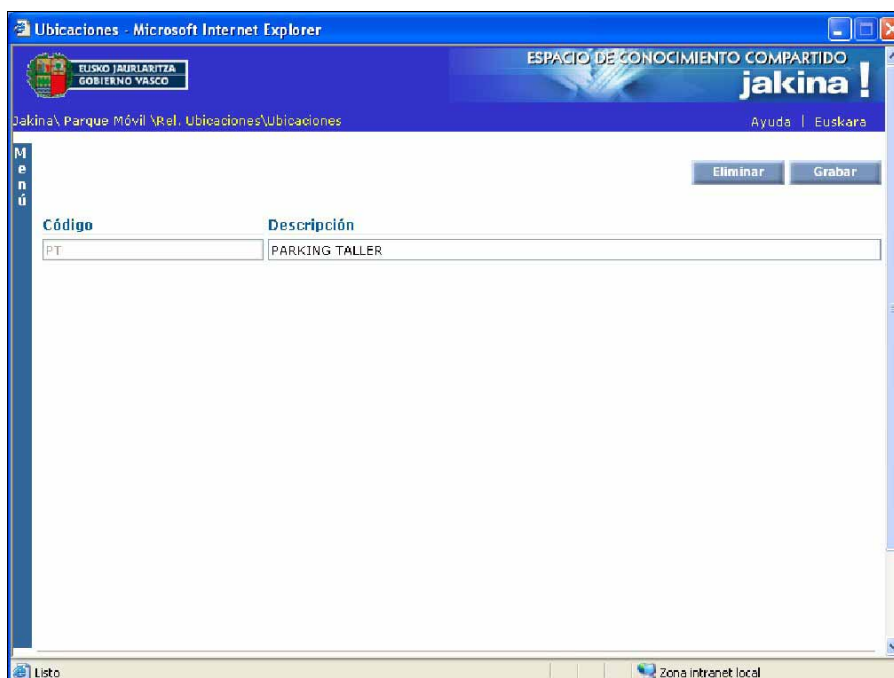 Ubicaciones - Microsoft Internet Explorer
EUSKO JAURLARITZA
GOBIERNO VASCO
ESPACIO DE CONOCIMIENTO COMPARTIDO
jakina !
Jakina\ Parque Móvil \Rel. Ubicaciones\Ubicaciones
Ayuda | Euskara
Menú
Eliminar Grabar
Código Descripción
PT PARKING TALLER
Listo Zona intranet local